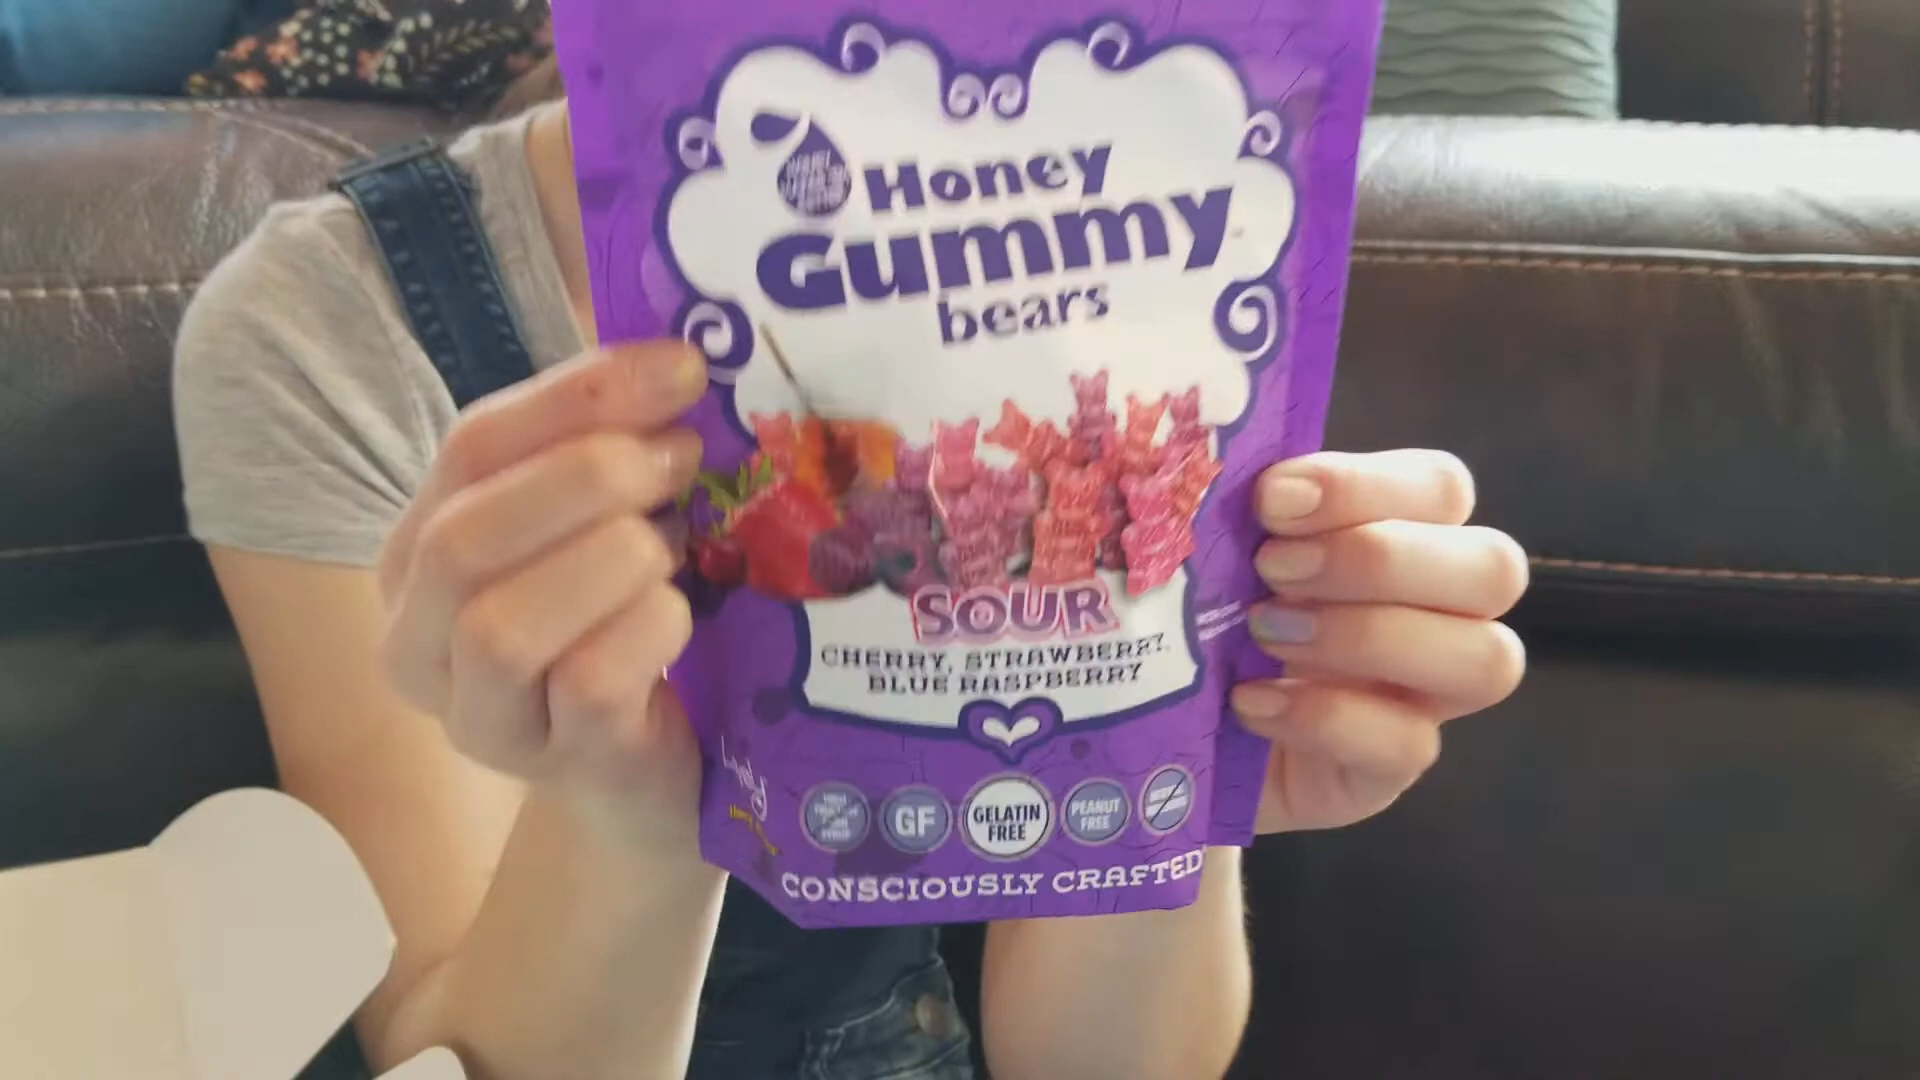 Honey
Gummy
bears
SOUR
CHERRY, STRAWBERRY,
BLUE RASPBERRY
GF
GELATIN
FREE
PEANUT
FREE
CONSCIOUSLY CRAFTED